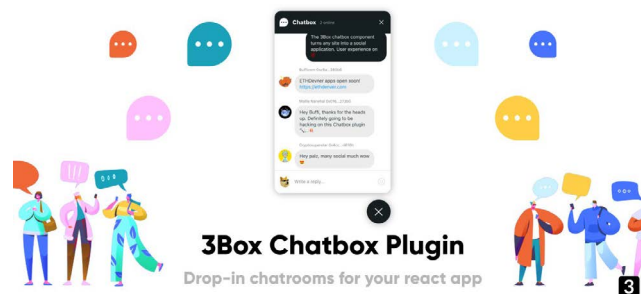 Chatbox
The 3Box chatbox component
turns any site into a social
application. User experience on
ETHDenver apps open soon!
https://ethdenver.com/
Hey Buffi, thanks for the heads
up. Definitely going to be
hacking on this Chatbox plugin
Hey palz, many social much wow
Write a reply...
3Box Chatbox Plugin
Drop-in chatrooms for your react app
3